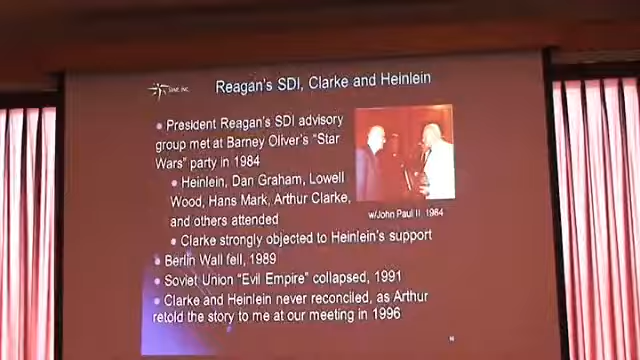 Reagan's SDI, Clarke and Heinlein
President Reagan's SDI advisory
group met at Barney Oliver's "Star
Wars" party in 1984
Heinlein, Dan Graham, Lowell
Wood, Hans Mark, Arthur Clarke,
and others attended
w/John Paul II, 1984
Clarke strongly objected to Heinlein's support
Berlin Wall fell, 1989
Soviet Union "Evil Empire" collapsed, 1991
Clarke and Heinlein never reconciled, as Arthur
retold the story to me at our meeting in 1996